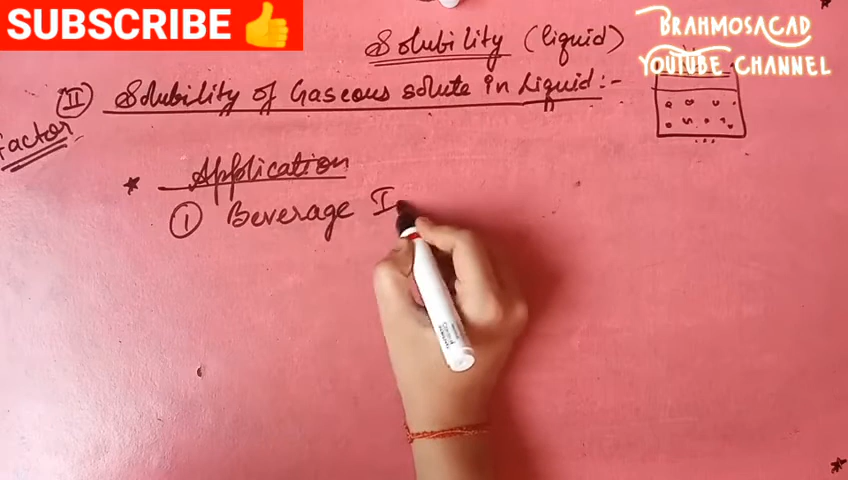 SUBSCRIBE
Solubility (liquid)
BRAHMOSACAD
YOUTUBE CHANNEL
II Solubility of Gaseous solute in Liquid:-
Factor
Application
1 Beverage I